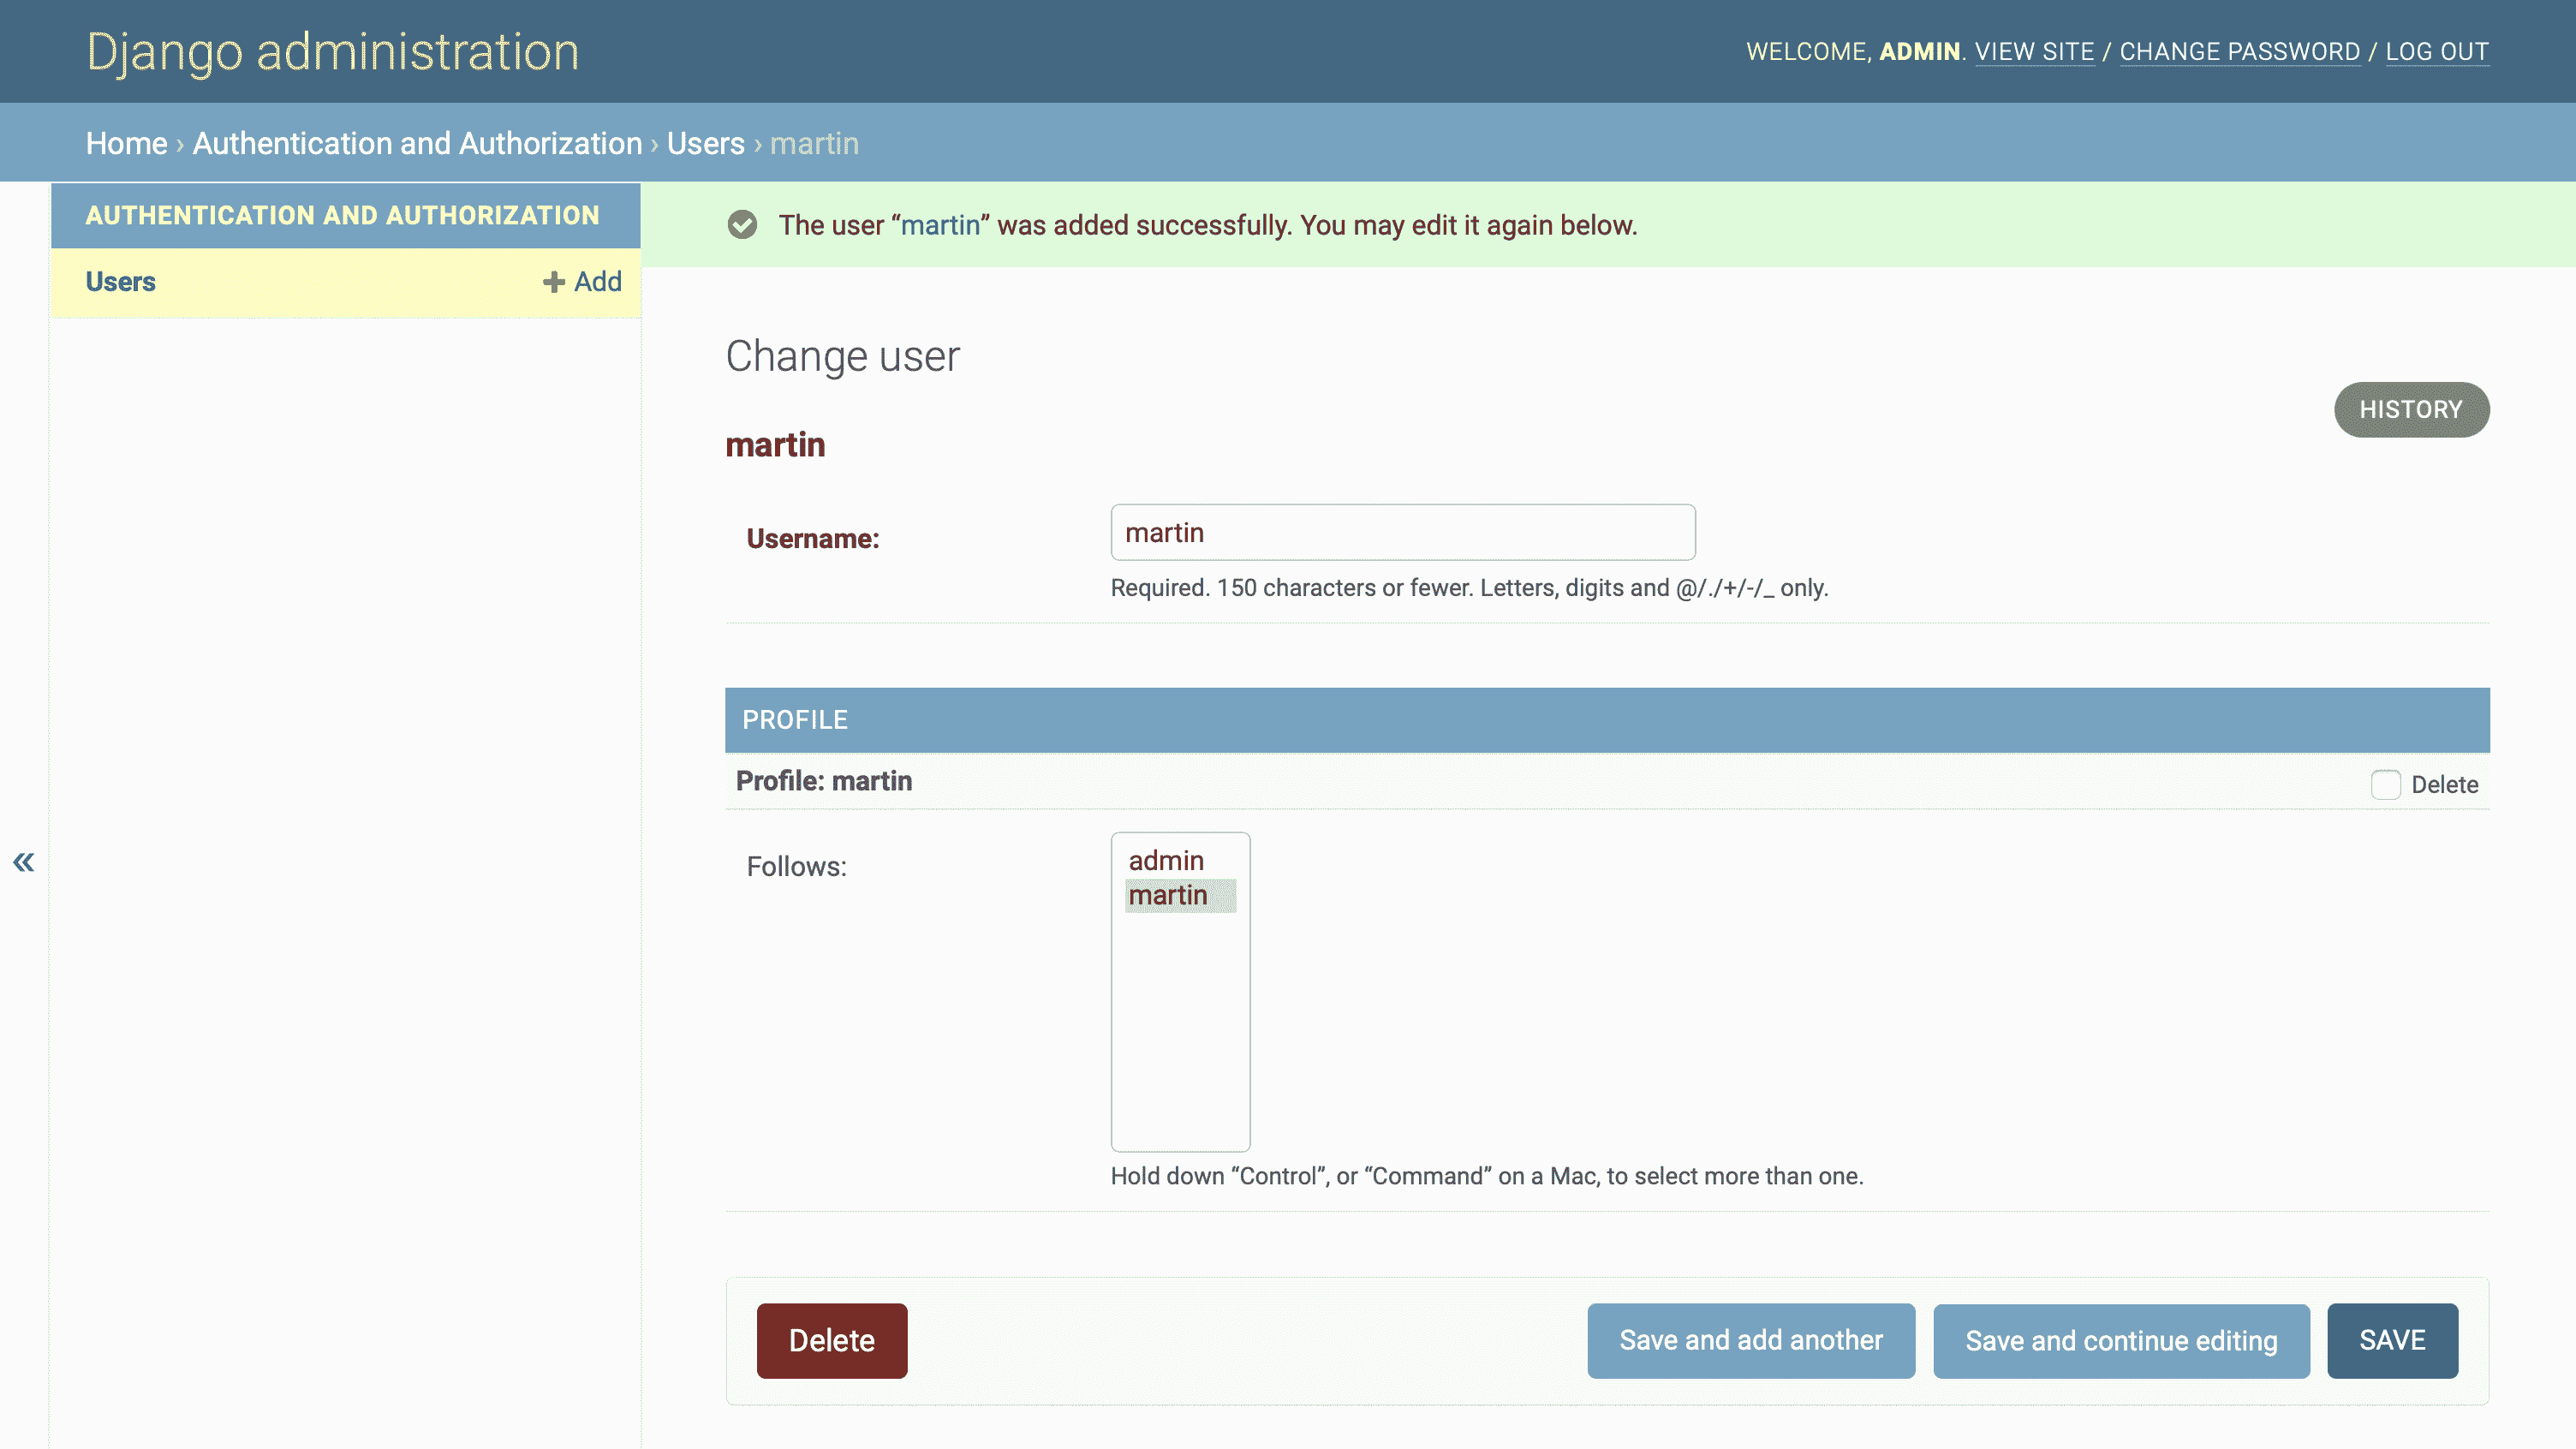 Django administration
WELCOME, ADMIN. VIEW SITE / CHANGE PASSWORD / LOG OUT
Home › Authentication and Authorization › Users › martin
AUTHENTICATION AND AUTHORIZATION
Users + Add
The user “martin” was added successfully. You may edit it again below.
Change user
HISTORY
martin
Username: martin
Required. 150 characters or fewer. Letters, digits and @/./+/-/_ only.
PROFILE
Profile: martin Delete
«
Follows: admin
martin
Hold down “Control”, or “Command” on a Mac, to select more than one.
Delete Save and add another Save and continue editing SAVE